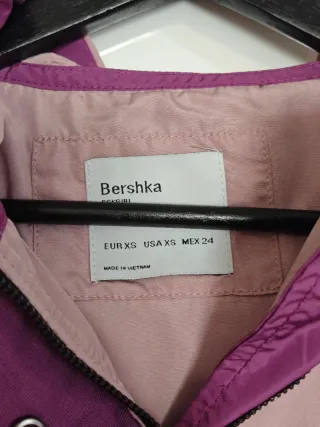 Bershka
EUR XS USA XS MEX 24
MADE IN VIETNAM